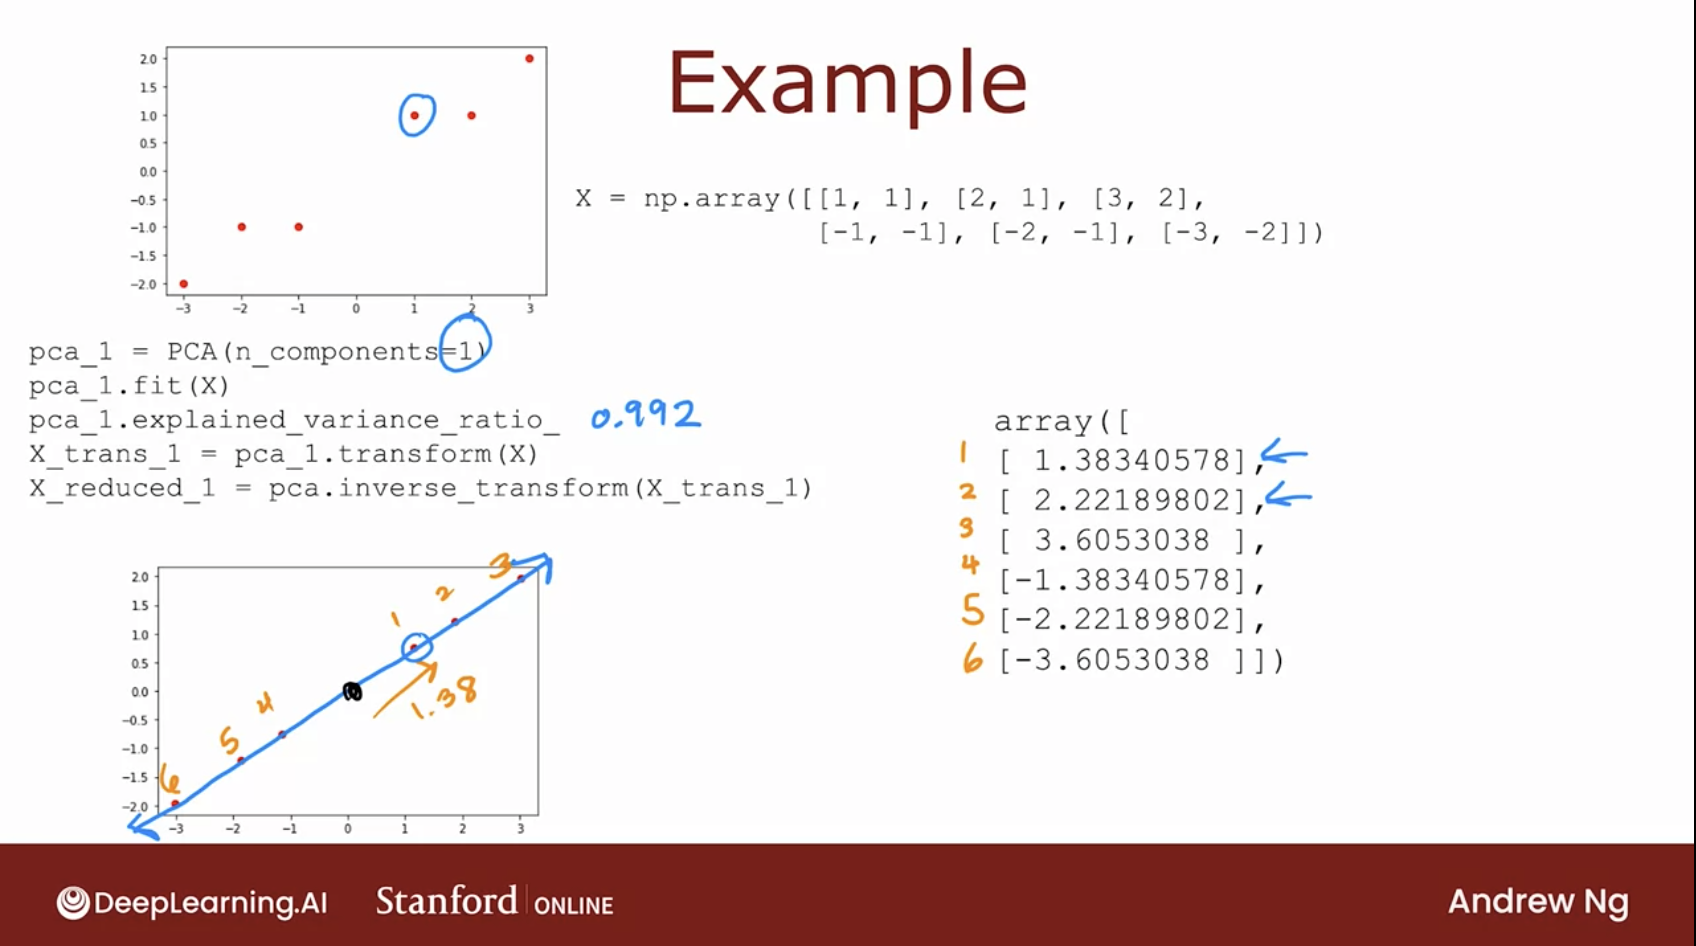 Example
2.0
1.5
1.0
0.5
0.0
−0.5
−1.0
−1.5
−2.0
−3 −2 −1 0 1 2 3
X = np.array([[1, 1], [2, 1], [3, 2],
[-1, -1], [-2, -1], [-3, -2]])
pca_1 = PCA(n_components=1)
pca_1.fit(X)
pca_1.explained_variance_ratio_ 0.992
X_trans_1 = pca_1.transform(X)
X_reduced_1 = pca.inverse_transform(X_trans_1)
array([
1 [ 1.38340578],
2 [ 2.22189802],
3 [ 3.6053038 ],
4 [-1.38340578],
5 [-2.22189802],
6 [-3.6053038 ]])
2.0
1.5
1.0
0.5
0.0
−0.5
−1.0
−1.5
−2.0
−3 −2 −1 0 1 2 3
3
2
1
1.38
4
5
6
DeepLearning.AI Stanford ONLINE Andrew Ng